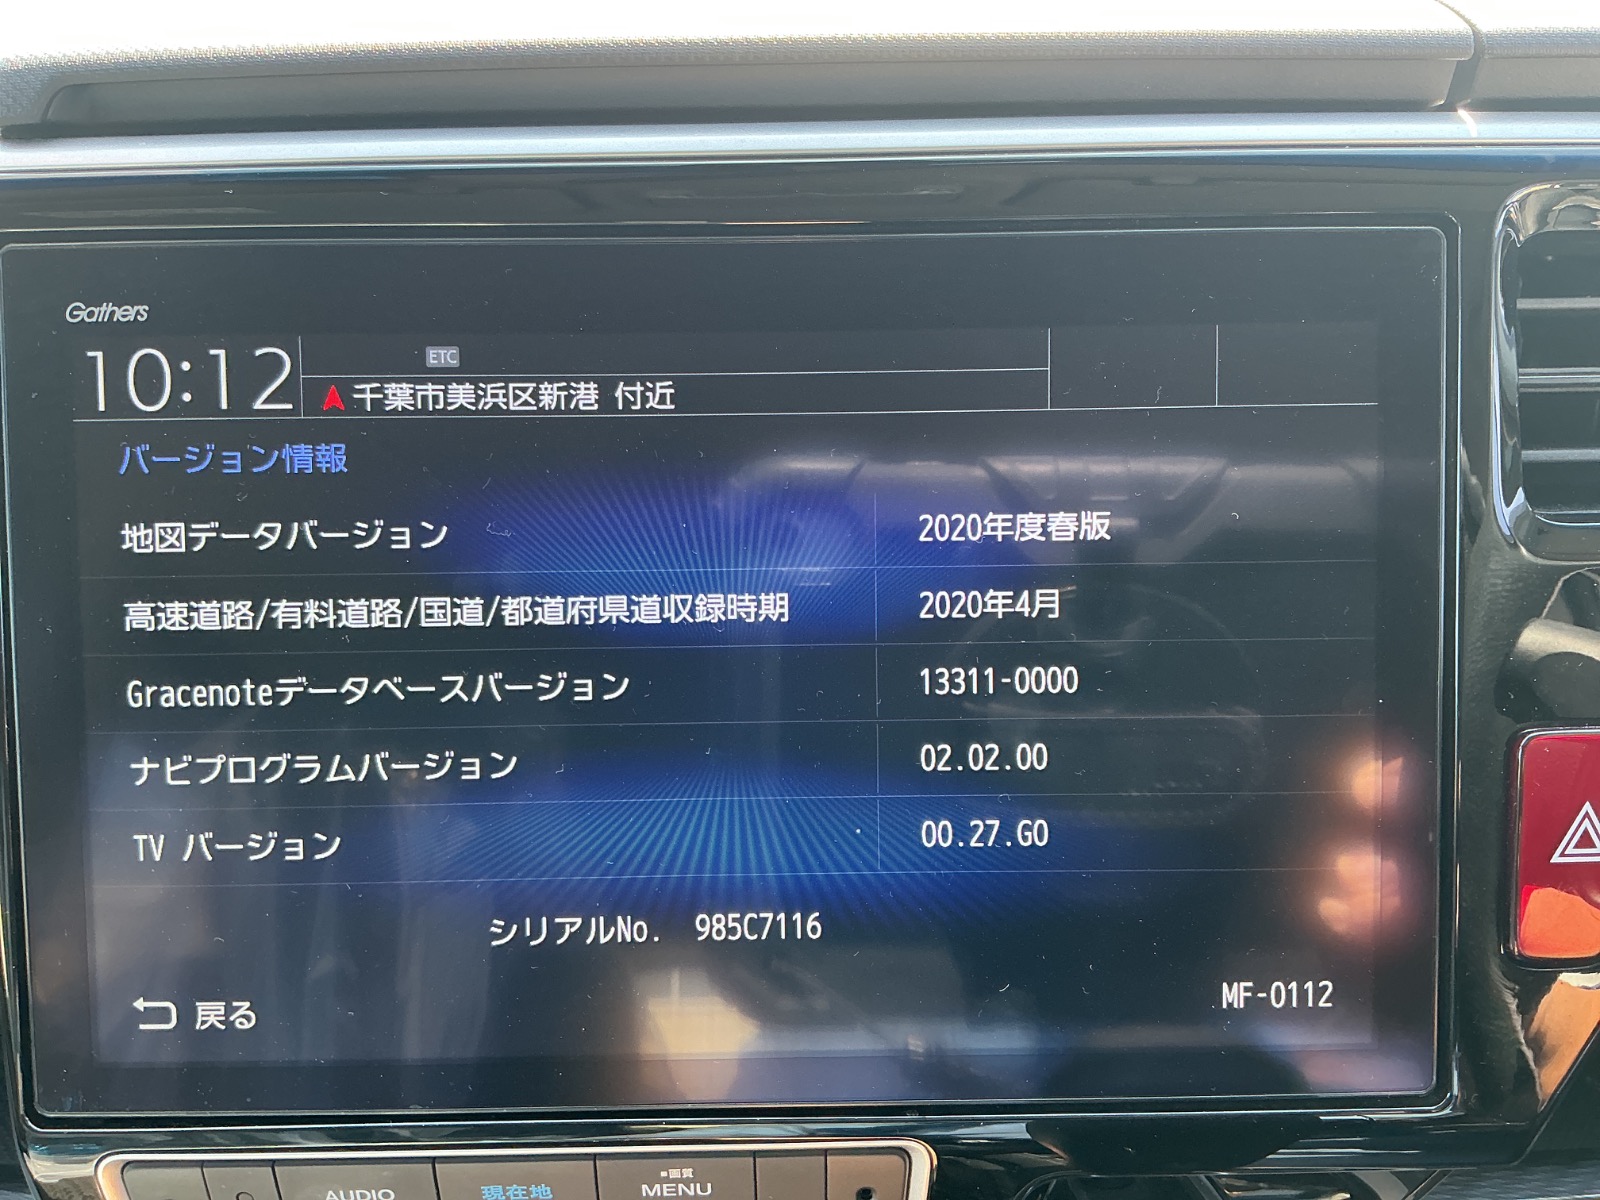 Gathers
10:12
ETC
千葉市美浜区新港 付近
バージョン情報
地図データバージョン 2020年度春版
高速道路/有料道路/国道/都道府県道収録時期 2020年4月
Gracenoteデータベースバージョン 13311-0000
ナビプログラムバージョン 02.02.00
TV バージョン 00.27.G0
シリアルNo. 985C7116
戻る
MF-0112
AUDIO
現在地
■画質
MENU